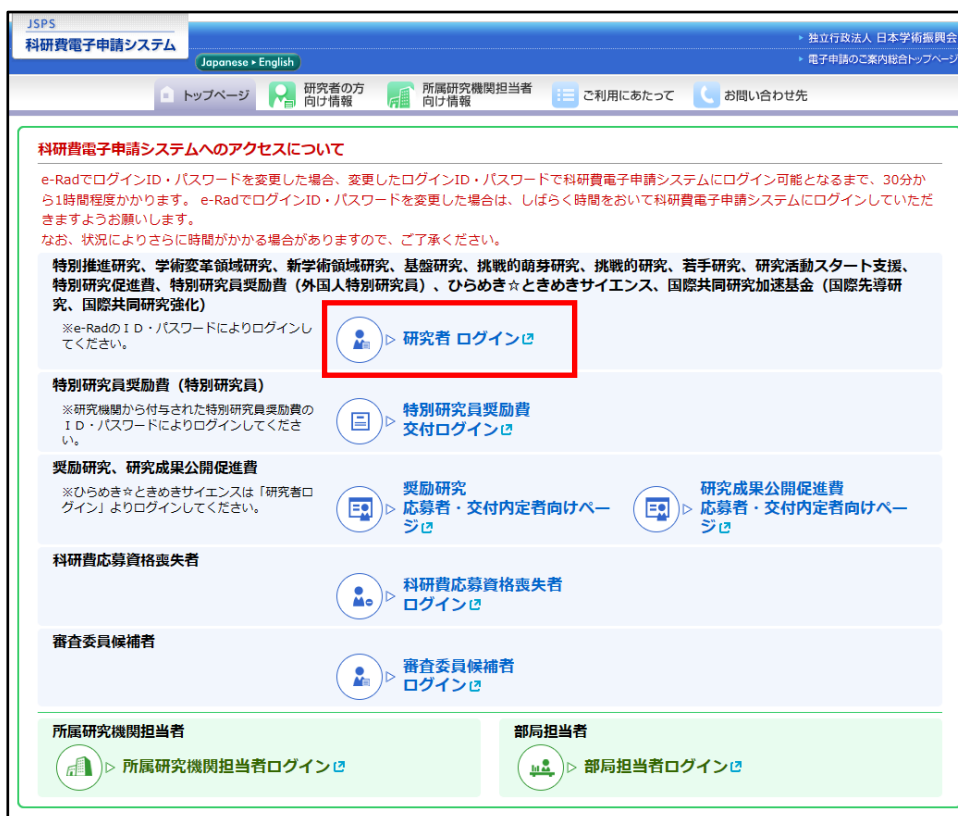 JSPS
科研費電子申請システム
Japanese ▸ English
独立行政法人 日本学術振興会
電子申請のご案内総合トップページ
トップページ
研究者の方
向け情報
所属研究機関担当者
向け情報
ご利用にあたって
お問い合わせ先
科研費電子申請システムへのアクセスについて
e-RadでログインID・パスワードを変更した場合、変更したログインID・パスワードで科研費電子申請システムにログイン可能となるまで、30分か
ら1時間程度かかります。 e-RadでログインID・パスワードを変更した場合は、しばらく時間をおいて科研費電子申請システムにログインしていただ
きますようお願いします。
なお、状況によりさらに時間がかかる場合がありますので、ご了承ください。
特別推進研究、学術変革領域研究、新学術領域研究、基盤研究、挑戦的萌芽研究、挑戦的研究、若手研究、研究活動スタート支援、
特別研究促進費、特別研究員奨励費（外国人特別研究員）、ひらめき☆ときめきサイエンス、国際共同研究加速基金（国際先導研
究、国際共同研究強化）
※e-RadのＩＤ・パスワードによりログインし
てください。
研究者 ログイン
特別研究員奨励費（特別研究員）
※研究機関から付与された特別研究員奨励費の
ＩＤ・パスワードによりログインしてくださ
い。
特別研究員奨励費
交付ログイン
奨励研究、研究成果公開促進費
※ひらめき☆ときめきサイエンスは「研究者ロ
グイン」よりログインしてください。
奨励研究
応募者・交付内定者向けペー
ジ
研究成果公開促進費
応募者・交付内定者向けペー
ジ
科研費応募資格喪失者
科研費応募資格喪失者
ログイン
審査委員候補者
審査委員候補者
ログイン
所属研究機関担当者
所属研究機関担当者ログイン
部局担当者
部局担当者ログイン